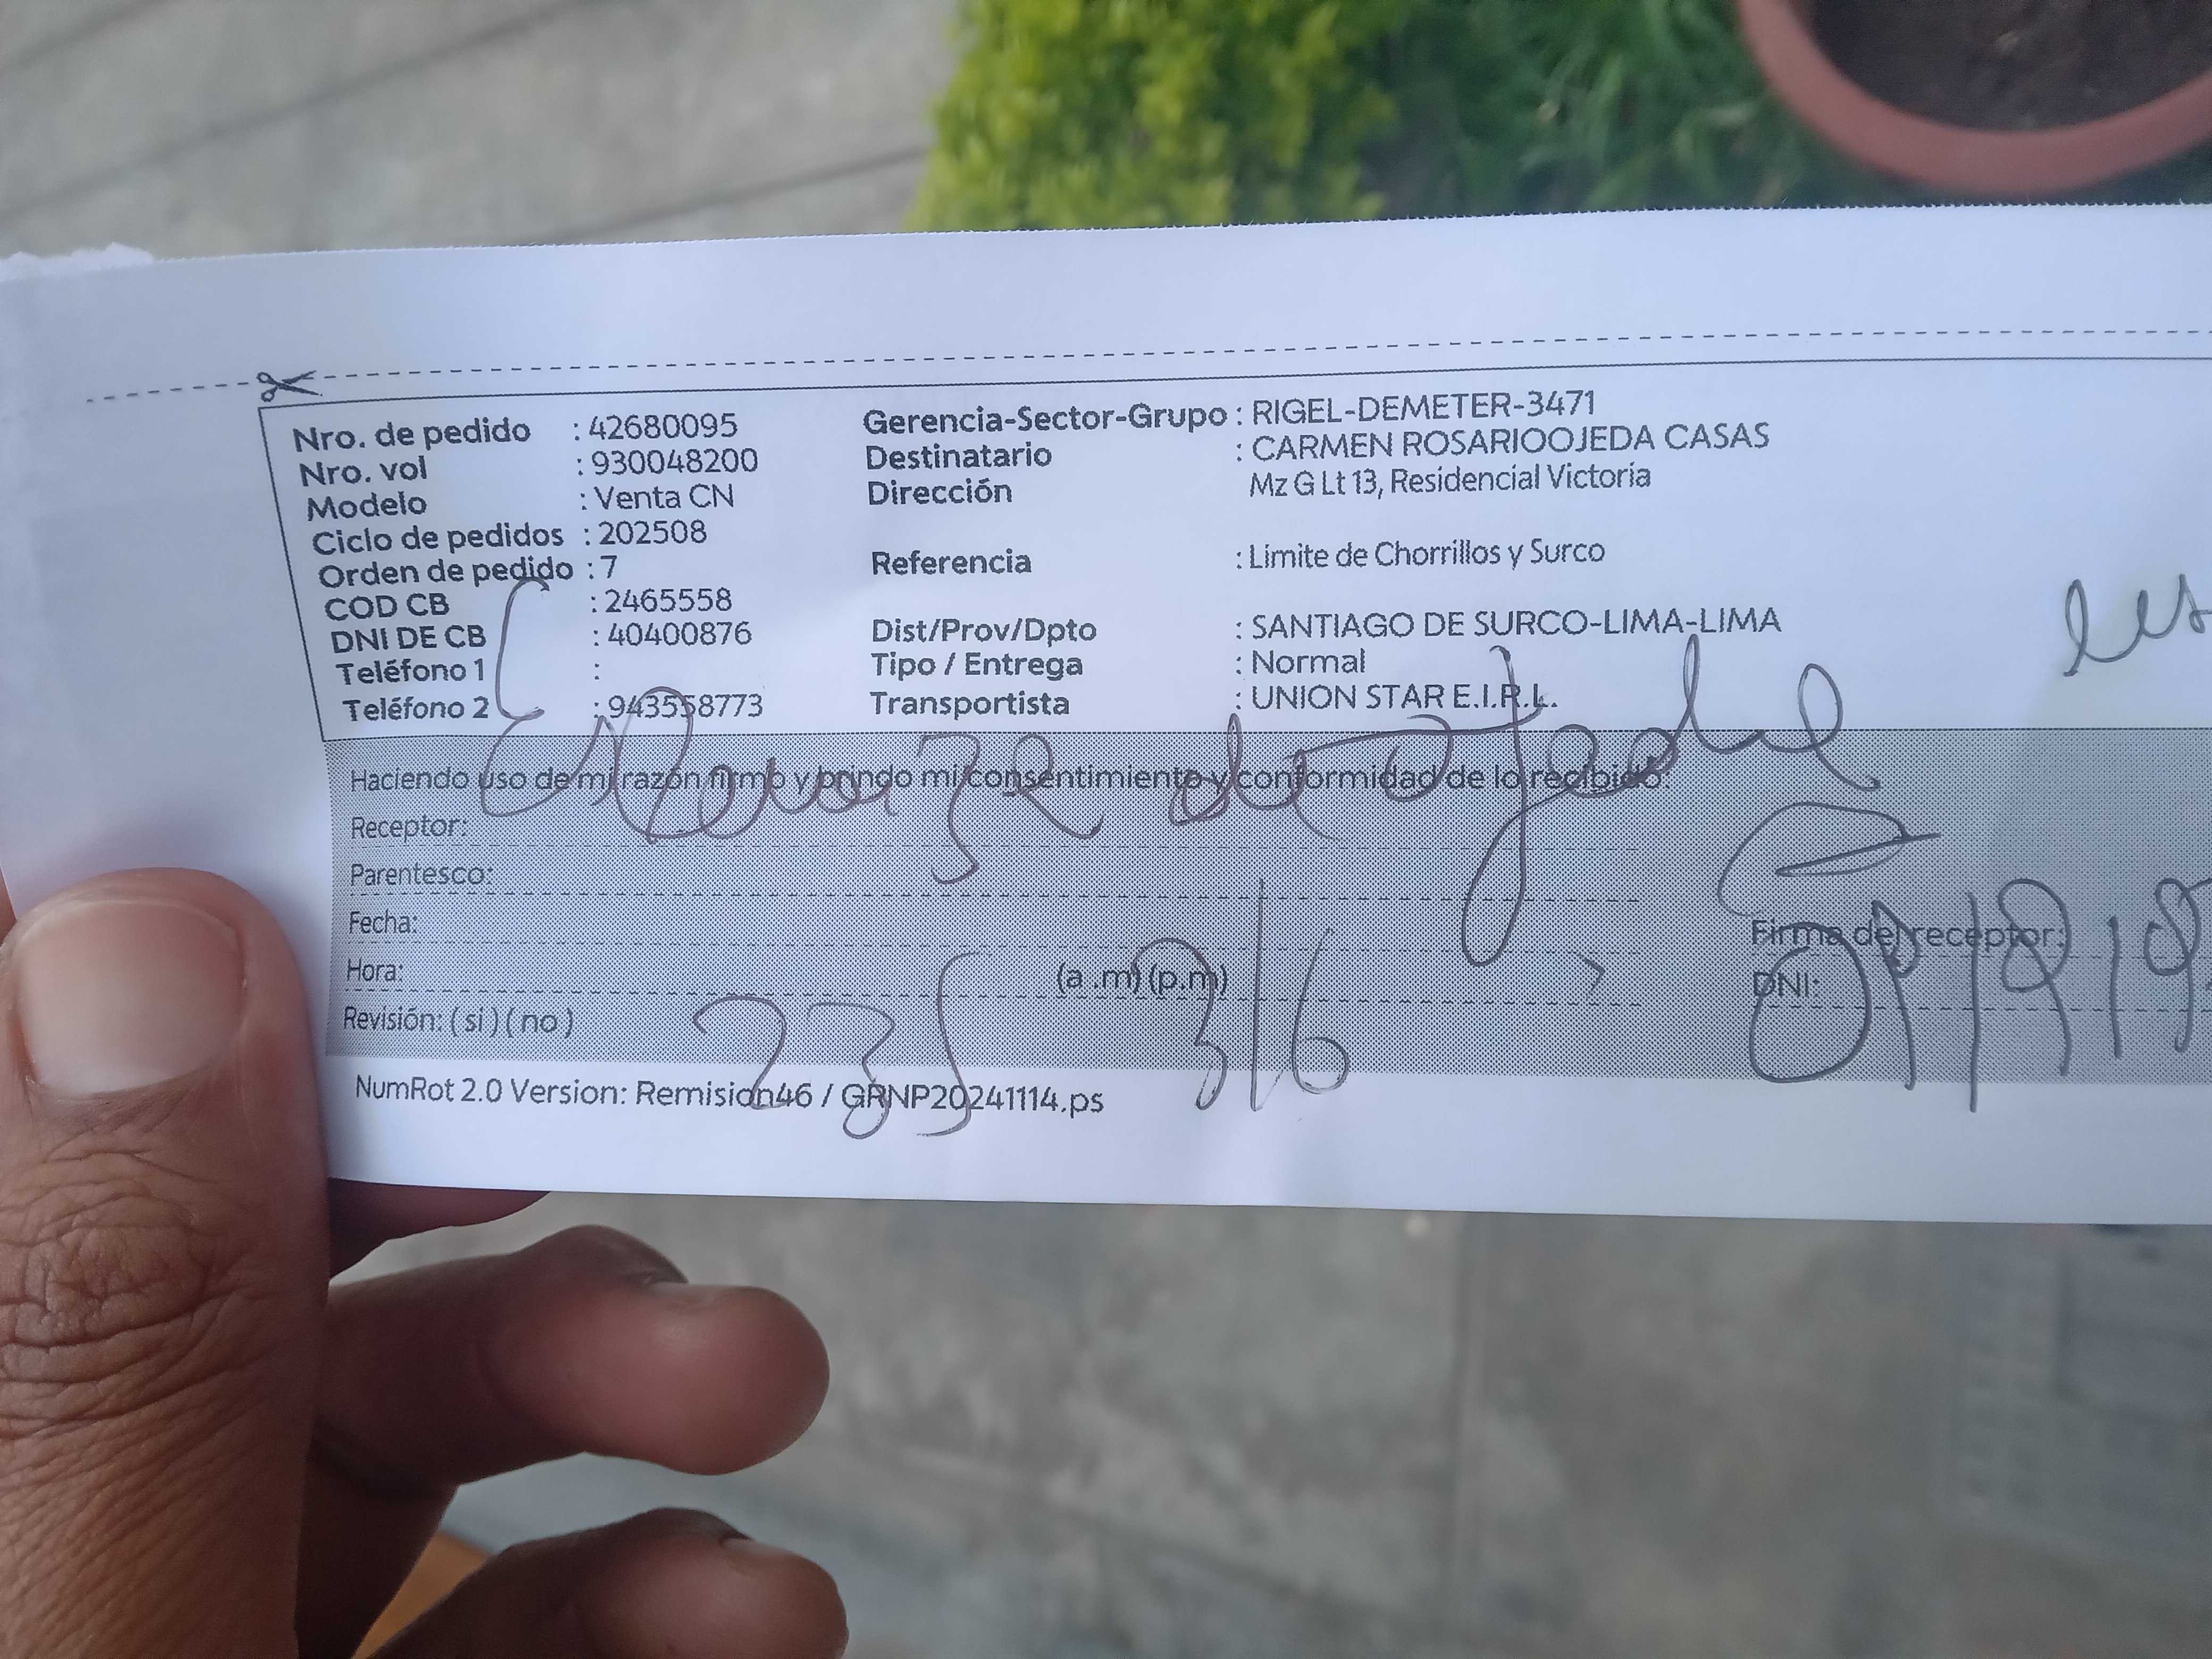 Nro. de pedido : 42680095
Nro. vol : 930048200
Modelo : Venta CN
Ciclo de pedidos : 202508
Orden de pedido : 7
COD CB : 2465558
DNI DE CB : 40400876
Teléfono 1 :
Teléfono 2 : 943558773
Gerencia-Sector-Grupo : RIGEL-DEMETER-3471
Destinatario : CARMEN ROSARIOOJEDA CASAS
Dirección Mz G Lt 13, Residencial Victoria
Referencia : Limite de Chorrillos y Surco
Dist/Prov/Dpto : SANTIAGO DE SURCO-LIMA-LIMA
Tipo / Entrega : Normal
Transportista : UNION STAR E.I.R.L.
Haciendo uso de mi razón firmo y brindo mi consentimiento y conformidad de lo recibido:
Receptor:
Parentesco:
Fecha:
Hora: (a .m) (p.m)
Revisión: ( si ) ( no )
Firma del receptor:
DNI:
NumRot 2.0 Version: Remision46 / GRNP20241114.ps